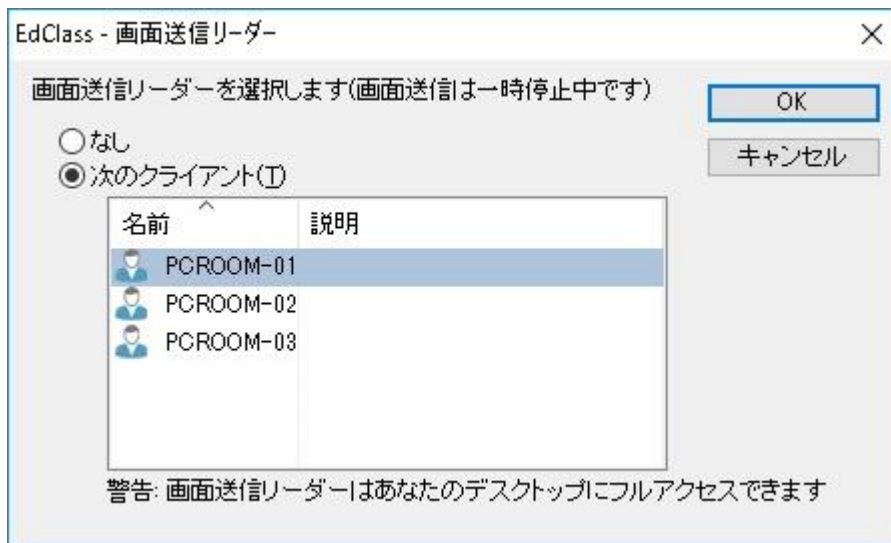 EdClass - 画面送信リーダー
画面送信リーダーを選択します(画面送信は一時停止中です)
OK
キャンセル
なし
次のクライアント(T)
名前 説明
PCROOM-01
PCROOM-02
PCROOM-03
警告: 画面送信リーダーはあなたのデスクトップにフルアクセスできます